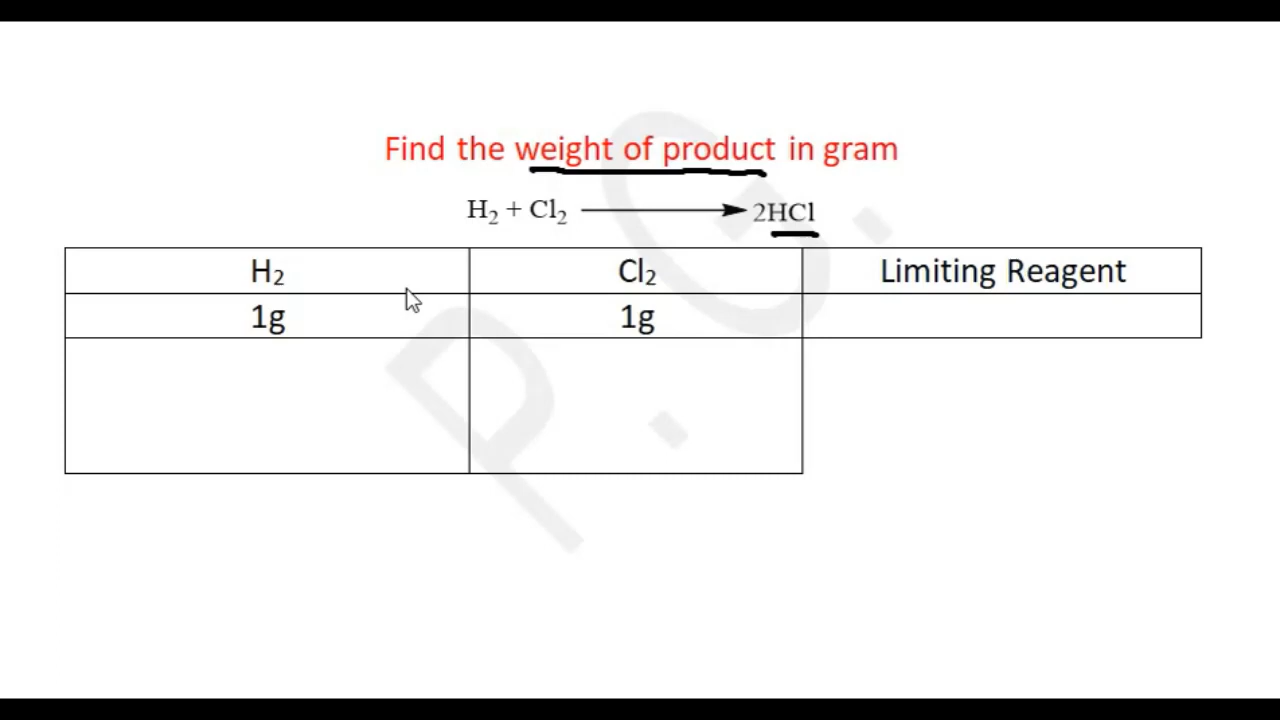 Find the weight of product in gram
H₂ + Cl₂ ⟶ 2HCl
H₂ Cl₂ Limiting Reagent
1g 1g
P. G.